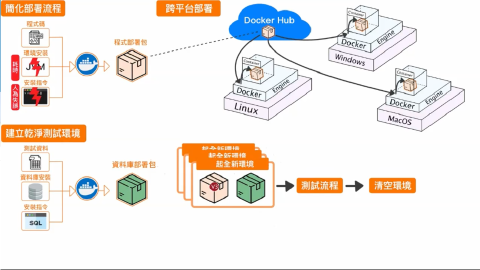 簡化部署流程
跨平台部署
程式碼
環境安裝
JVM
安裝指令
耗時
人為失誤
程式部署包
Docker Hub
Container
Docker
Engine
Windows
Container
Docker
Engine
Linux
Container
Docker
Engine
MacOS
建立乾淨測試環境
測試資料
資料庫安裝
安裝指令
SQL
資料庫部署包
起全新環境
起全新環境
起全新環境
測試流程
清空環境